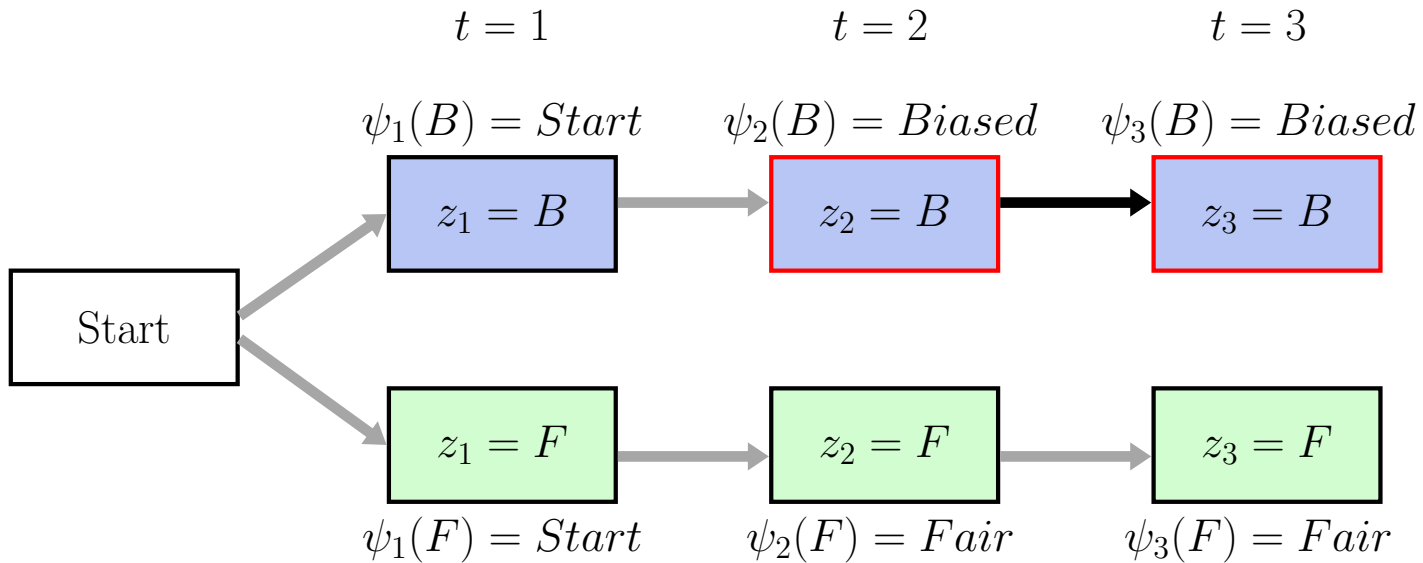 t = 1 t = 2 t = 3
ψ₁(B) = Start ψ₂(B) = Biased ψ₃(B) = Biased
z₁ = B z₂ = B z₃ = B
Start
z₁ = F z₂ = F z₃ = F
ψ₁(F) = Start ψ₂(F) = Fair ψ₃(F) = Fair